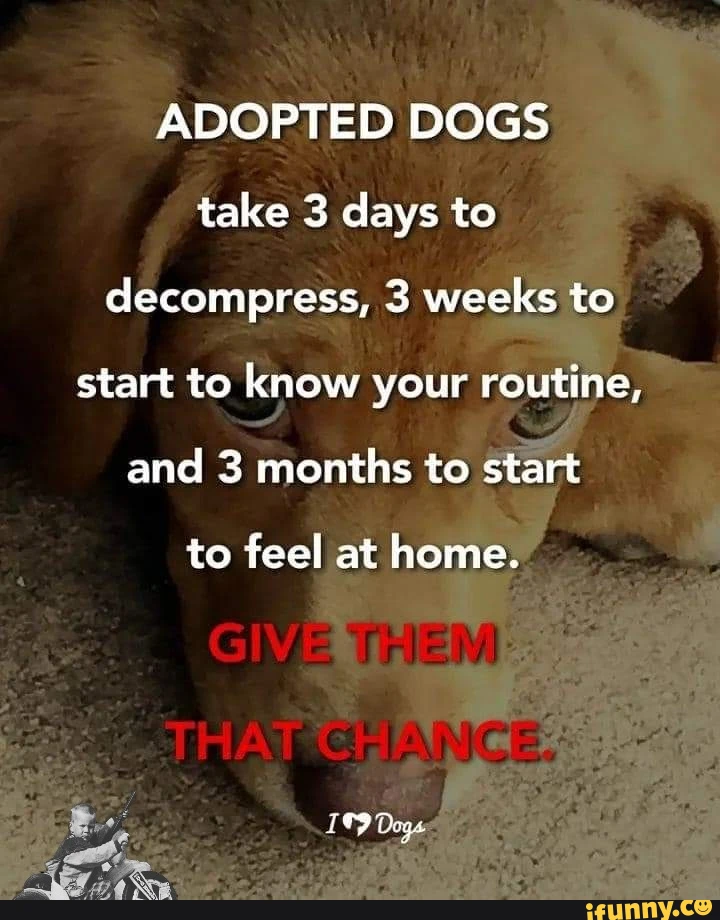 ADOPTED DOGS
take 3 days to
decompress, 3 weeks to
start to know your routine,
and 3 months to start
to feel at home.
GIVE THEM
THAT CHANCE.
I Dogs
ifunny.co